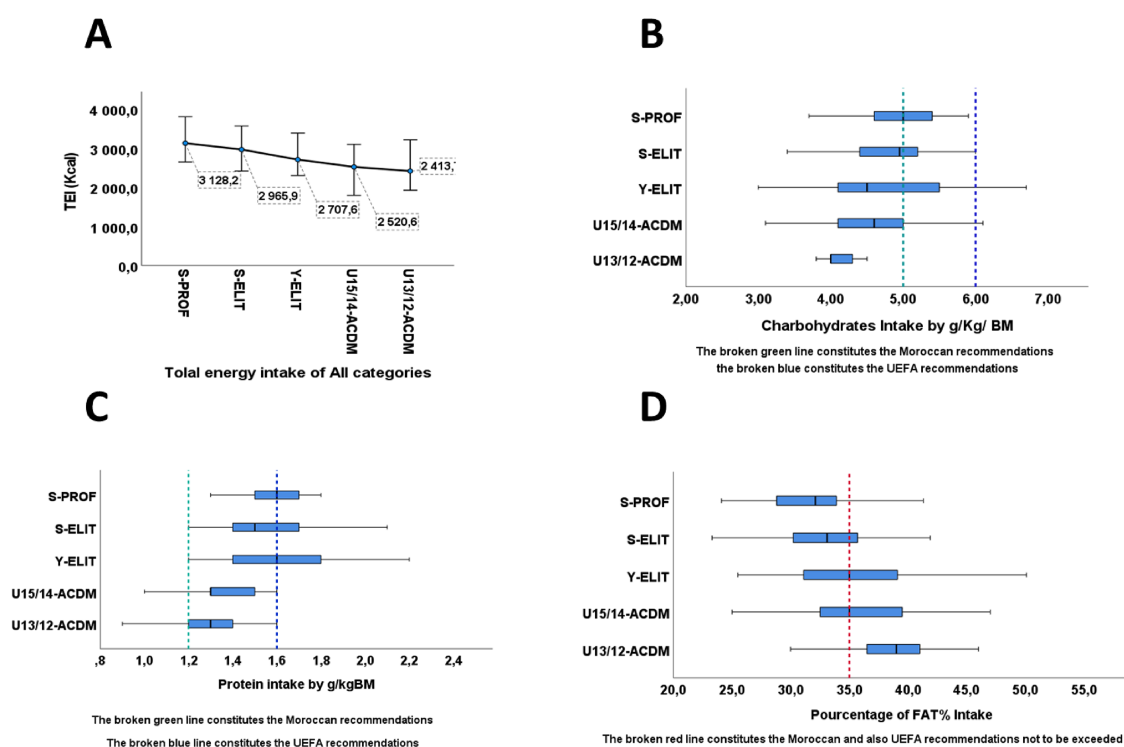 A
4 000,0
3 000,0
2 000,0
1 000,0
0,0
TEI (Kcal)
3 128,2
2 965,9
2 707,6
2 520,6
2 413,
S-PROF
S-ELIT
Y-ELIT
U15/14-ACDM
U13/12-ACDM
Tolal energy intake of All categories
B
S-PROF
S-ELIT
Y-ELIT
U15/14-ACDM
U13/12-ACDM
2,00 3,00 4,00 5,00 6,00 7,00
Charbohydrates Intake by g/Kg/ BM
The broken green line constitutes the Moroccan recommendations
the broken blue constitutes the UEFA recommendations
C
S-PROF
S-ELIT
Y-ELIT
U15/14-ACDM
U13/12-ACDM
,8 1,0 1,2 1,4 1,6 1,8 2,0 2,2 2,4
Protein intake by g/kgBM
The broken green line constitutes the Moroccan recommendations
The broken blue line constitutes the UEFA recommendations
D
S-PROF
S-ELIT
Y-ELIT
U15/14-ACDM
U13/12-ACDM
20,0 25,0 30,0 35,0 40,0 45,0 50,0 55,0
Pourcentage of FAT% Intake
The broken red line constitutes the Moroccan and also UEFA recommendations not to be exceeded